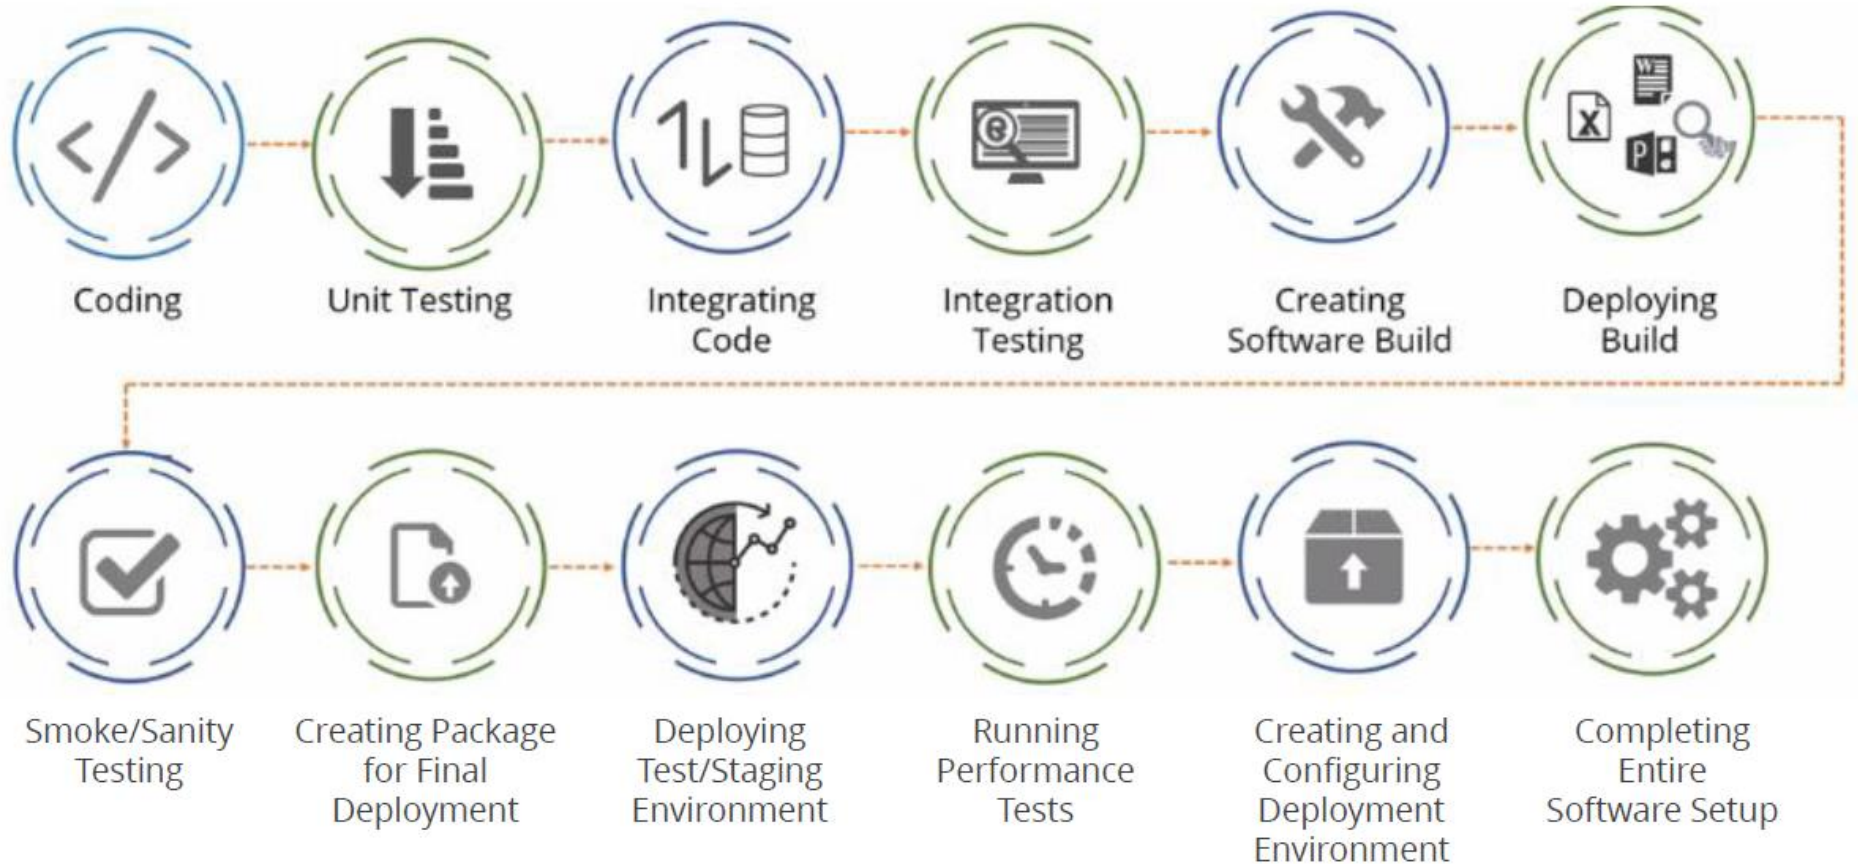 Coding
Unit Testing
Integrating
Code
Integration
Testing
Creating
Software Build
Deploying
Build
W
X
P
Smoke/Sanity
Testing
Creating Package
for Final
Deployment
Deploying
Test/Staging
Environment
Running
Performance
Tests
Creating and
Configuring
Deployment
Environment
Completing
Entire
Software Setup